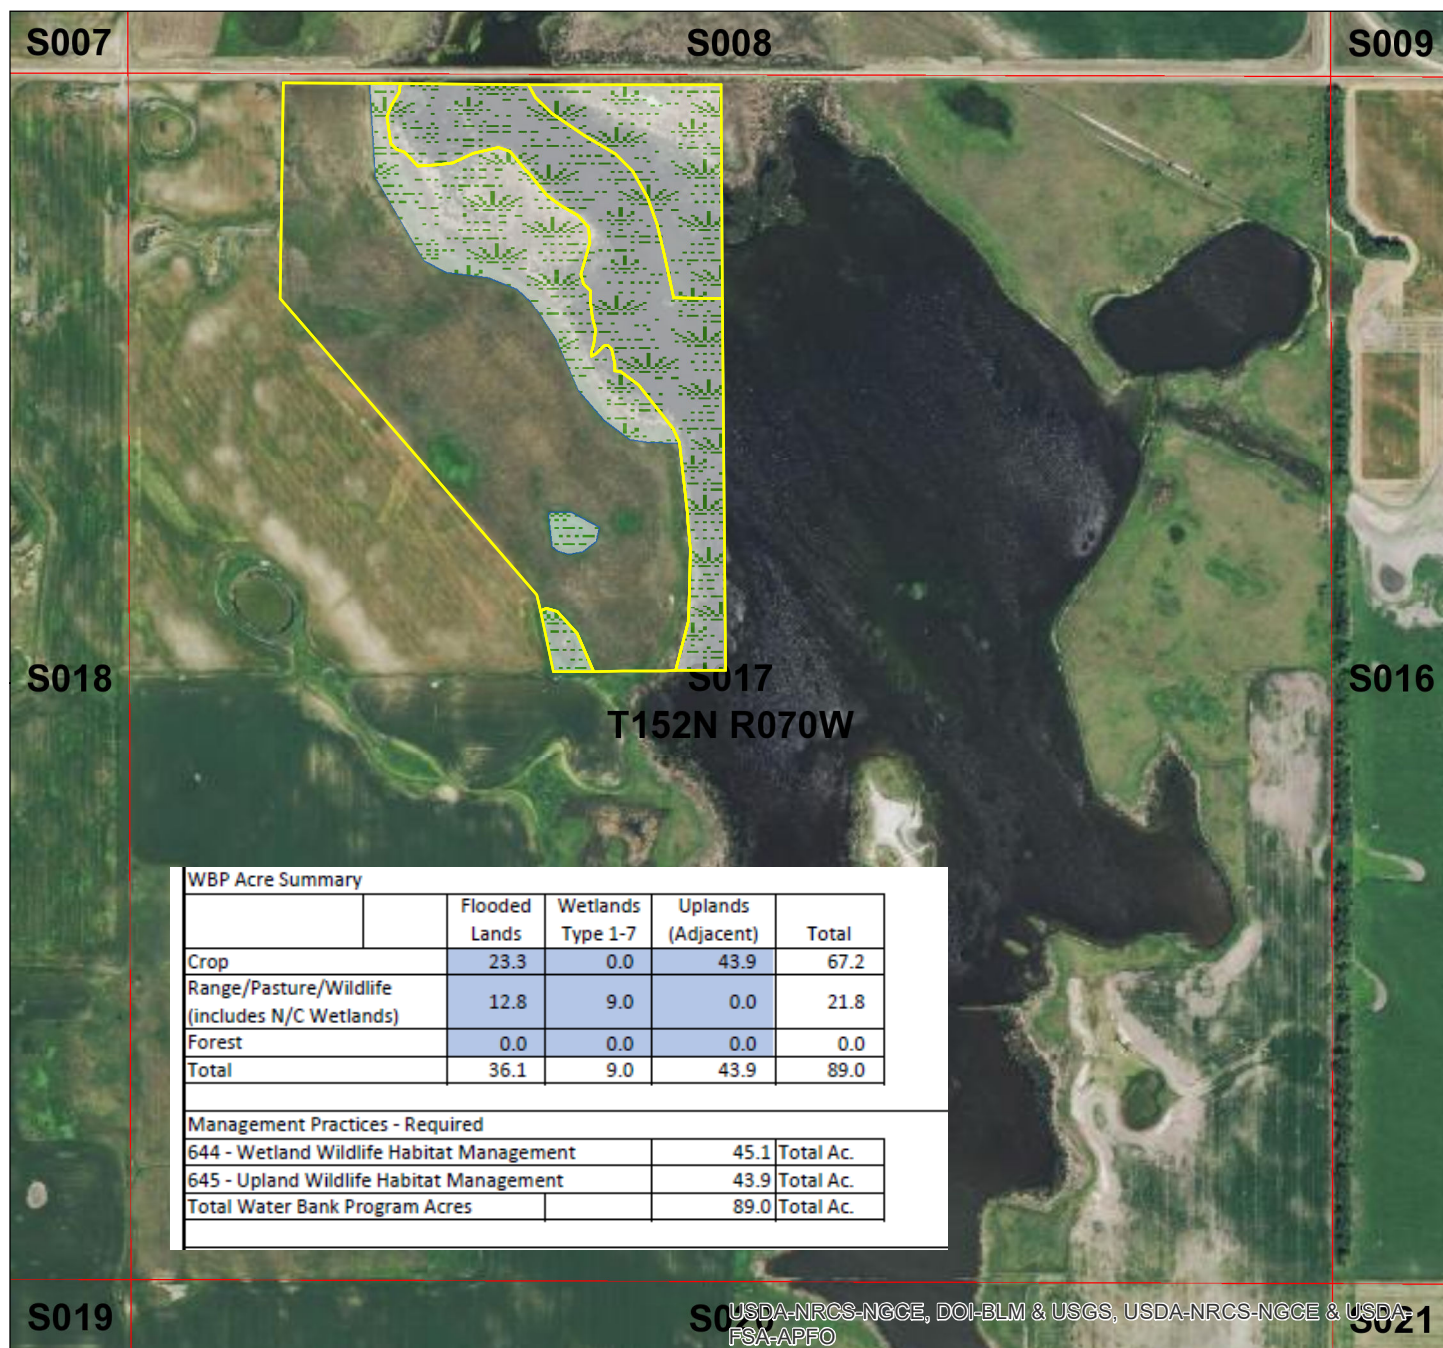 S007 S008 S009
S018 S017 S016
T152N R070W
WBP Acre Summary
Flooded Lands Wetlands Type 1-7 Uplands (Adjacent) Total
Crop 23.3 0.0 43.9 67.2
Range/Pasture/Wildlife (includes N/C Wetlands) 12.8 9.0 0.0 21.8
Forest 0.0 0.0 0.0 0.0
Total 36.1 9.0 43.9 89.0
Management Practices - Required
644 - Wetland Wildlife Habitat Management 45.1 Total Ac.
645 - Upland Wildlife Habitat Management 43.9 Total Ac.
Total Water Bank Program Acres 89.0 Total Ac.
S019 S020 S021
USDA-NRCS-NGCE, DOI-BLM & USGS, USDA-NRCS-NGCE & USDA-
FSA-APFO